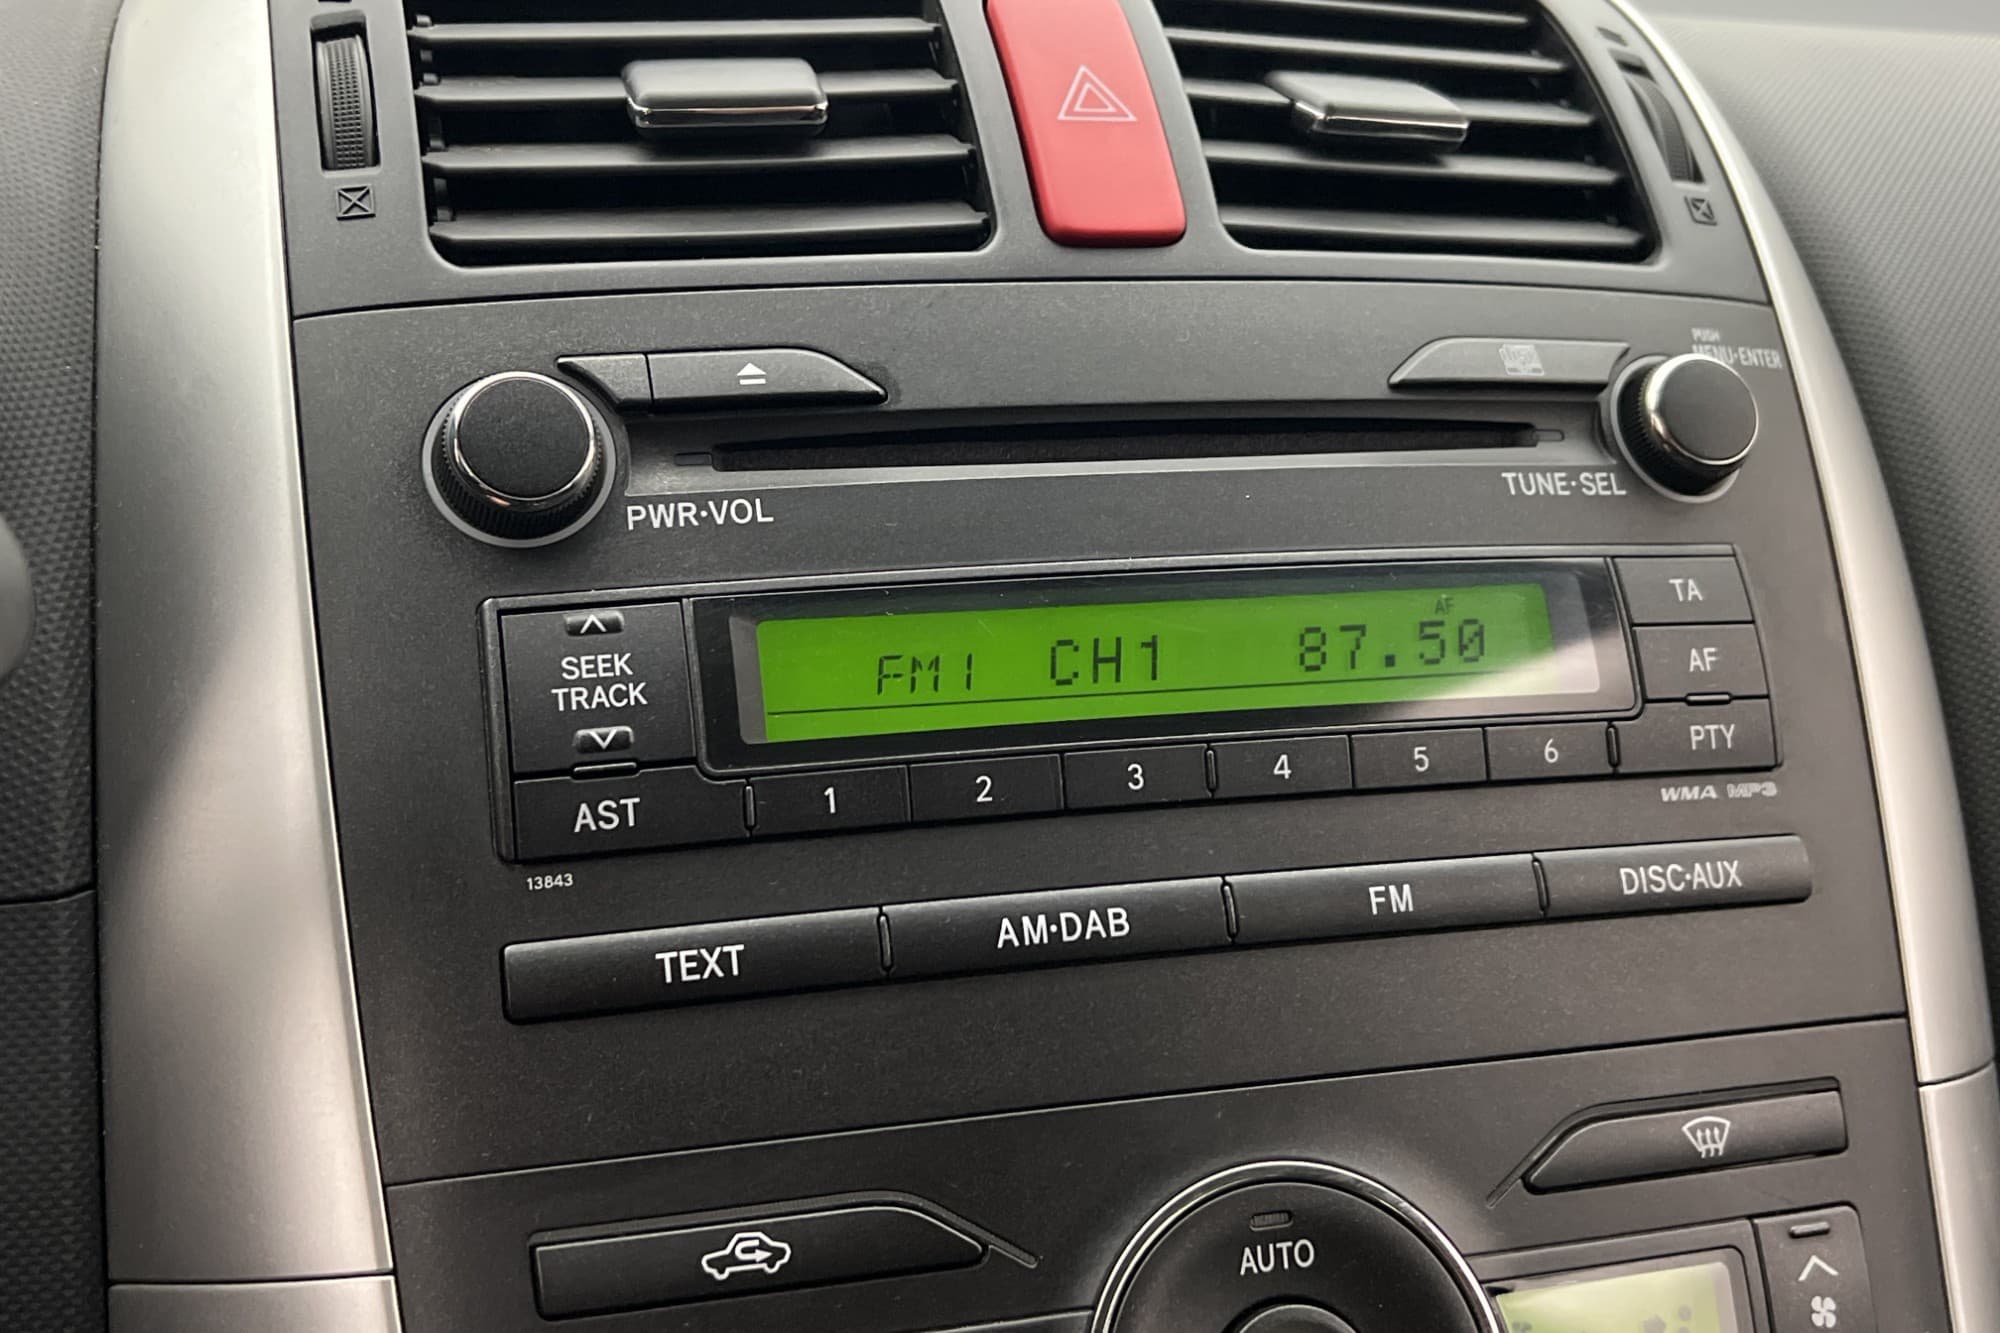 PUSH
MENU·ENTER
PWR·VOL
TUNE·SEL
SEEK
TRACK
AF
FM1 CH1 87.50
TA
AF
PTY
AST 1 2 3 4 5 6
WMA MP3
13843
TEXT AM·DAB FM DISC·AUX
AUTO